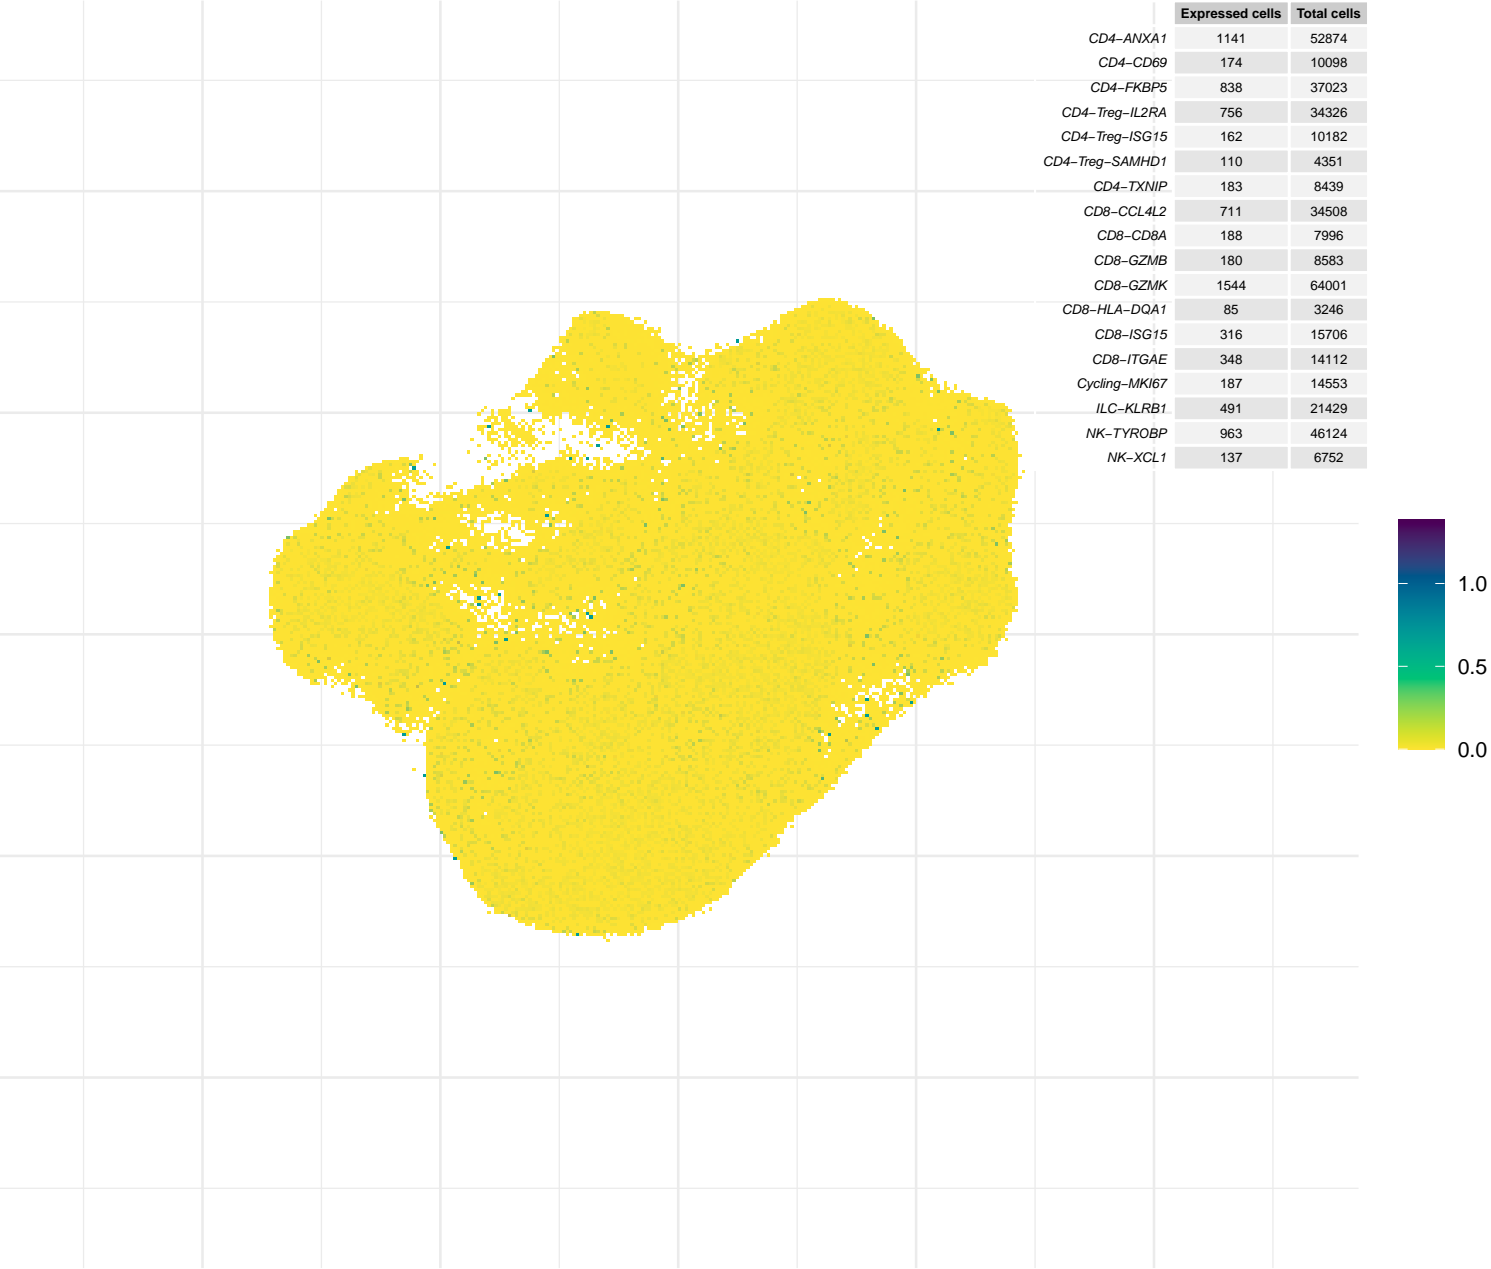 Expressed cells Total cells
CD4−ANXA1 1141 52874
CD4−CD69 174 10098
CD4−FKBP5 838 37023
CD4−Treg−IL2RA 756 34326
CD4−Treg−ISG15 162 10182
CD4−Treg−SAMHD1 110 4351
CD4−TXNIP 183 8439
CD8−CCL4L2 711 34508
CD8−CD8A 188 7996
CD8−GZMB 180 8583
CD8−GZMK 1544 64001
CD8−HLA−DQA1 85 3246
CD8−ISG15 316 15706
CD8−ITGAE 348 14112
Cycling−MKI67 187 14553
ILC−KLRB1 491 21429
NK−TYROBP 963 46124
NK−XCL1 137 6752
1.0
0.5
0.0